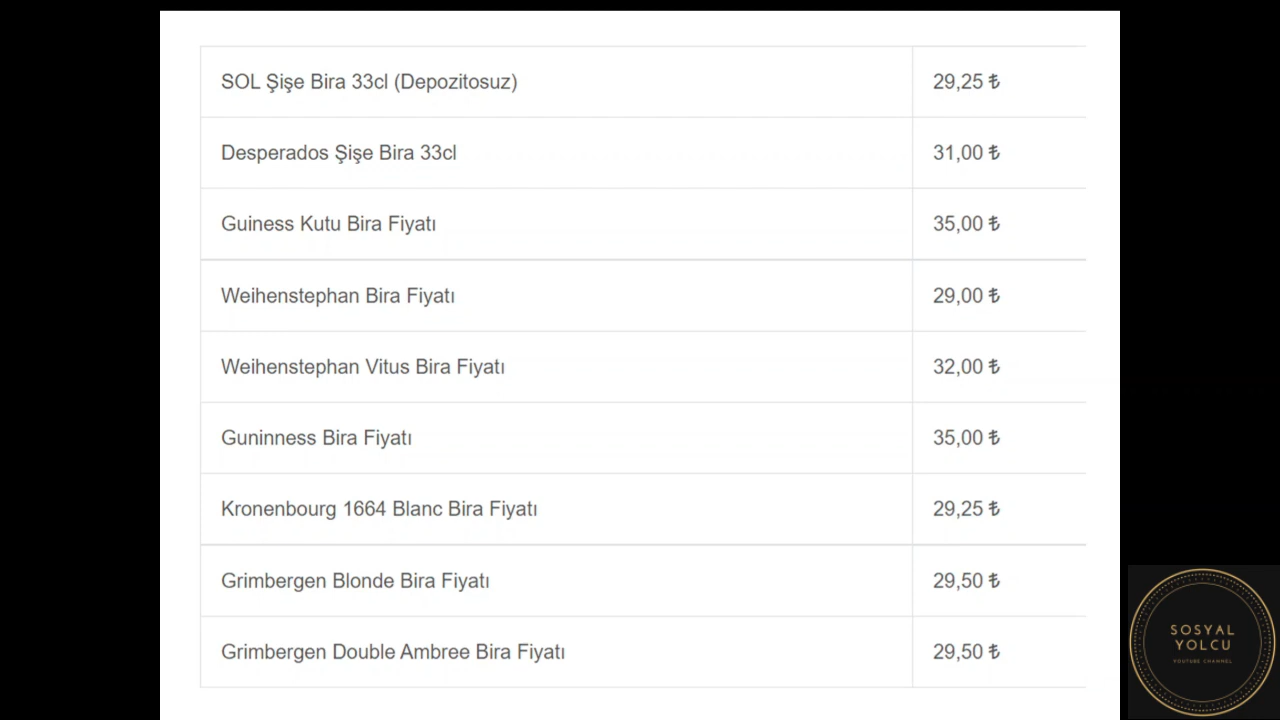 SOL Şişe Bira 33cl (Depozitosuz) 29,25 ₺
Desperados Şişe Bira 33cl 31,00 ₺
Guiness Kutu Bira Fiyatı 35,00 ₺
Weihenstephan Bira Fiyatı 29,00 ₺
Weihenstephan Vitus Bira Fiyatı 32,00 ₺
Guninness Bira Fiyatı 35,00 ₺
Kronenbourg 1664 Blanc Bira Fiyatı 29,25 ₺
Grimbergen Blonde Bira Fiyatı 29,50 ₺
Grimbergen Double Ambree Bira Fiyatı 29,50 ₺
SOSYAL
YOLCU
YOUTUBE CHANNEL